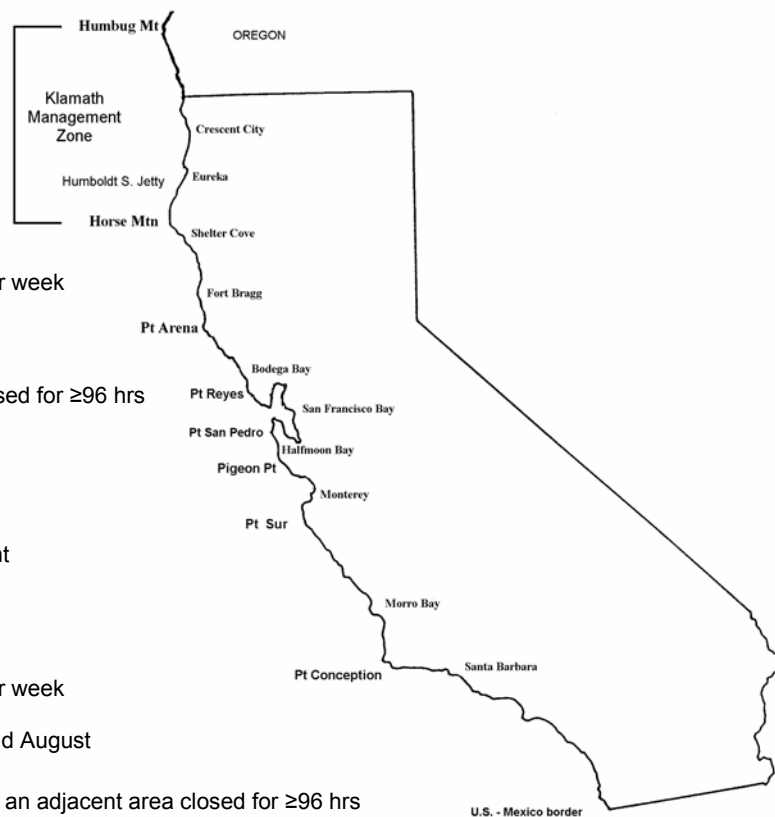 Humbug Mt
OREGON
Klamath
Management
Zone
Crescent City
Humboldt S. Jetty
Eureka
Horse Mtn
Shelter Cove
r week
Fort Bragg
Pt Arena
Bodega Bay
Pt Reyes
sed for ≥96 hrs
San Francisco Bay
Pt San Pedro
Halfmoon Bay
Pigeon Pt
Monterey
Pt Sur
nt
Morro Bay
Pt Conception
Santa Barbara
r week
d August
an adjacent area closed for ≥96 hrs
U.S. - Mexico border